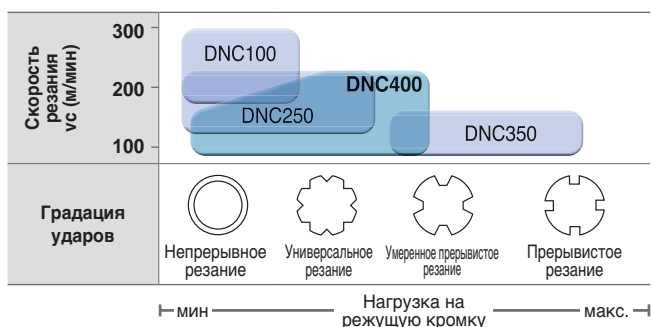 Скорость
резания
vc (м/мин)
300
200
100
DNC100
DNC400
DNC250
DNC350
Градация
ударов
Непрерывное
резание
Универсальное
резание
Умеренное прерывистое
резание
Прерывистое
резание
мин
Нагрузка на
режущую кромку
макс.